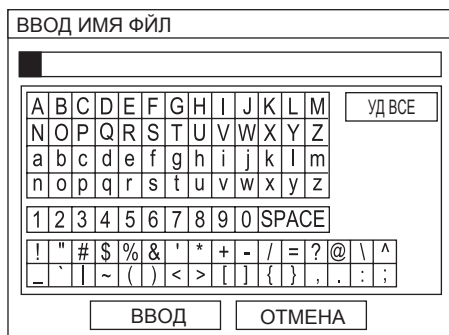 ВВОД ИМЯ ФЙЛ
A B C D E F G H I J K L M УД ВСЕ
N O P Q R S T U V W X Y Z
a b c d e f g h i j k l m
n o p q r s t u v w x y z
1 2 3 4 5 6 7 8 9 0 SPACE
! " # $ % & ' * + - / = ? @ \ ^
_ ` | ~ ( ) < > [ ] { } , . : ;
ВВОД ОТМЕНА